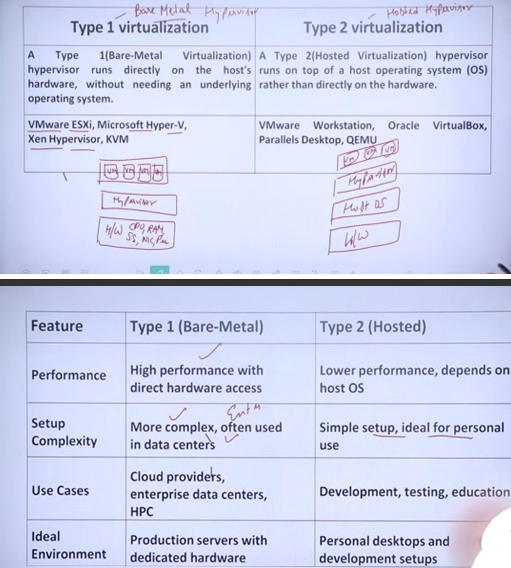 Bare Metal Hypervisor
Hosted Hypervisor
Type 1 virtualization
Type 2 virtualization
A Type 1(Bare-Metal Virtualization)
hypervisor runs directly on the host's
hardware, without needing an underlying
operating system.
A Type 2(Hosted Virtualization) hypervisor
runs on top of a host operating system (OS)
rather than directly on the hardware.
VMware ESXi, Microsoft Hyper-V,
Xen Hypervisor, KVM
VMware Workstation, Oracle VirtualBox,
Parallels Desktop, QEMU
VM VM VM VM
Hypervisor
H/W CPU, RAM,
VM VM VM
Hypervisor
Host OS
H/W
Feature
Type 1 (Bare-Metal)
Type 2 (Hosted)
Performance
High performance with
direct hardware access
Lower performance, depends on
host OS
Setup
Complexity
More complex, often used
in data centers
Simple setup, ideal for personal
use
Use Cases
Cloud providers,
enterprise data centers,
HPC
Development, testing, education
Ideal
Environment
Production servers with
dedicated hardware
Personal desktops and
development setups